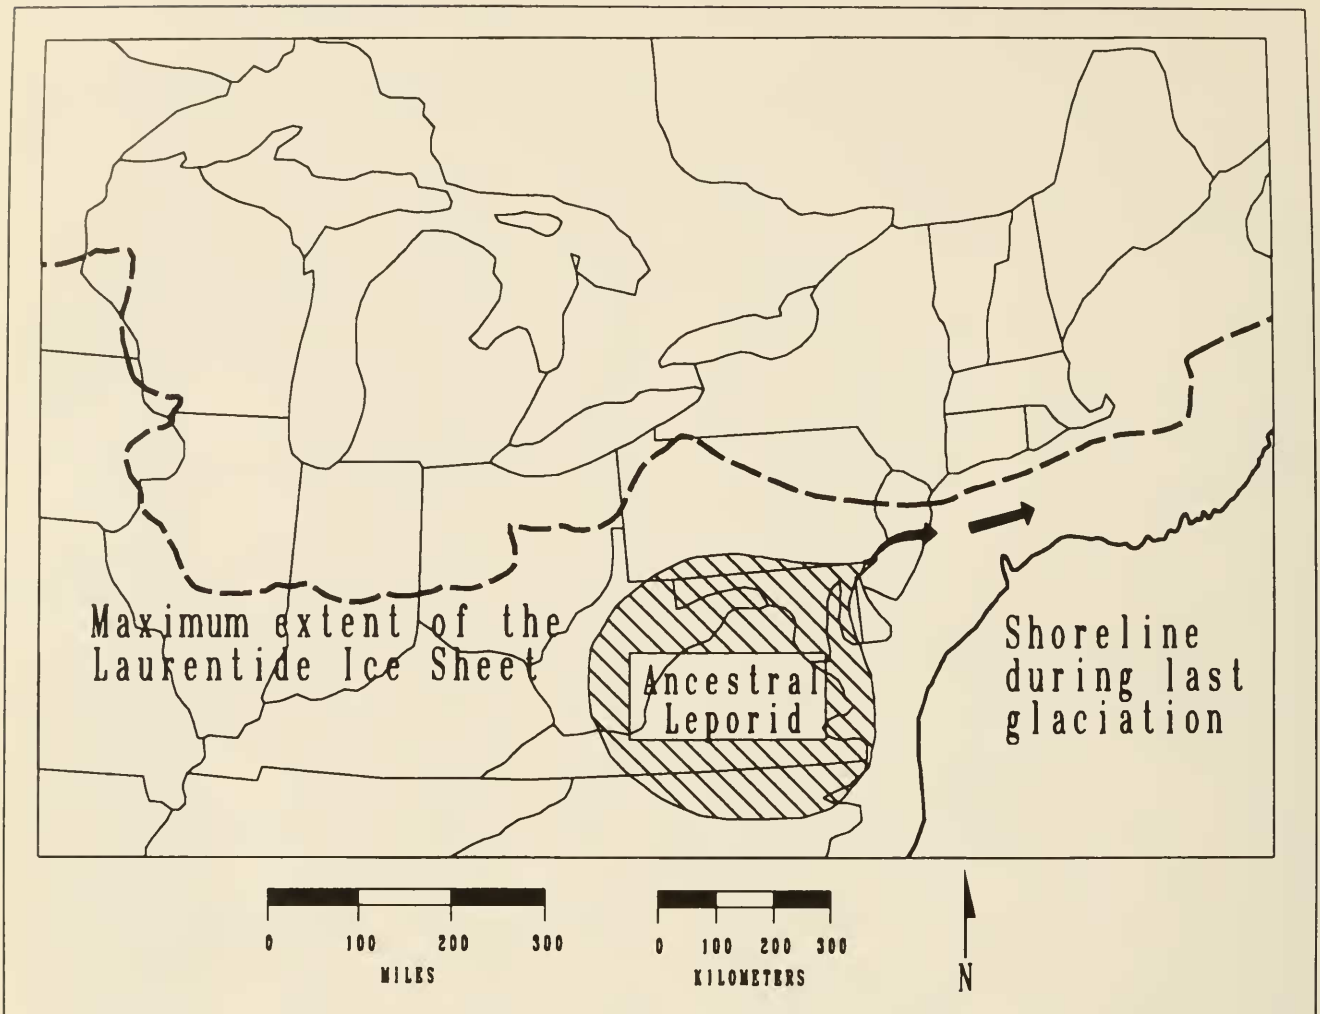 Maximum extent of the
Laurentide Ice Sheet
Ancestral
Leporid
Shoreline
during last
glaciation
0 100 200 300
MILES
0 100 200 300
KILOMETERS
N